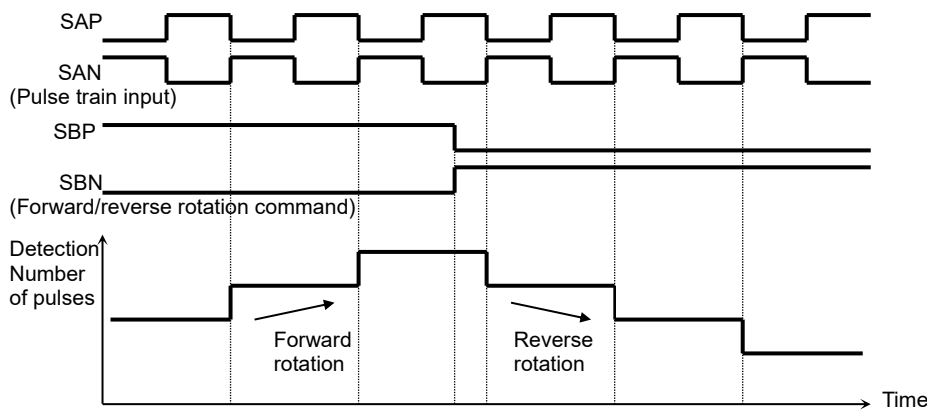 SAP
SAN
(Pulse train input)
SBP
SBN
(Forward/reverse rotation command)
Detection
Number
of pulses
Forward
rotation
Reverse
rotation
Time